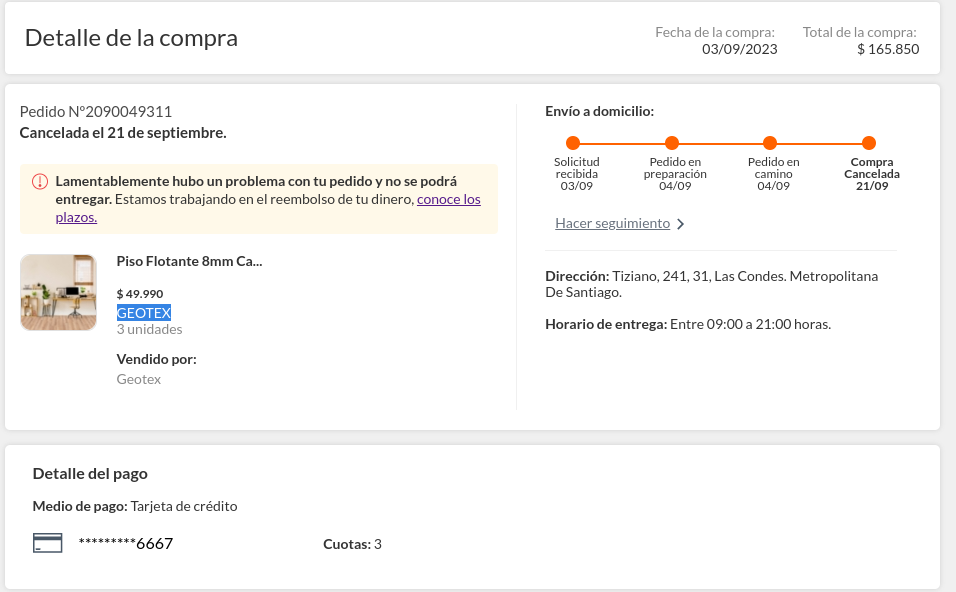 Detalle de la compra
Fecha de la compra:
03/09/2023
Total de la compra:
$ 165.850
Pedido N°2090049311
Cancelada el 21 de septiembre.
Lamentablemente hubo un problema con tu pedido y no se podrá
entregar. Estamos trabajando en el reembolso de tu dinero, conoce los
plazos.
Piso Flotante 8mm Ca...
$ 49.990
GEOTEX
3 unidades
Vendido por:
Geotex
Envío a domicilio:
Solicitud
recibida
03/09
Pedido en
preparación
04/09
Pedido en
camino
04/09
Compra
Cancelada
21/09
Hacer seguimiento
Dirección: Tiziano, 241, 31, Las Condes. Metropolitana
De Santiago.
Horario de entrega: Entre 09:00 a 21:00 horas.
Detalle del pago
Medio de pago: Tarjeta de crédito
*********6667
Cuotas: 3